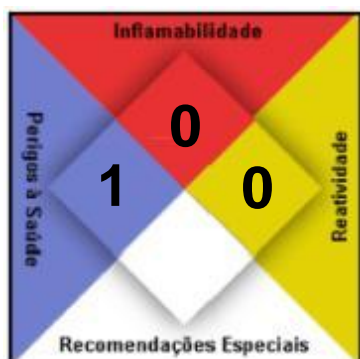 Inflamabilidade
0
Perigos à Saúde
1
0
Reatividade
Recomendações Especiais